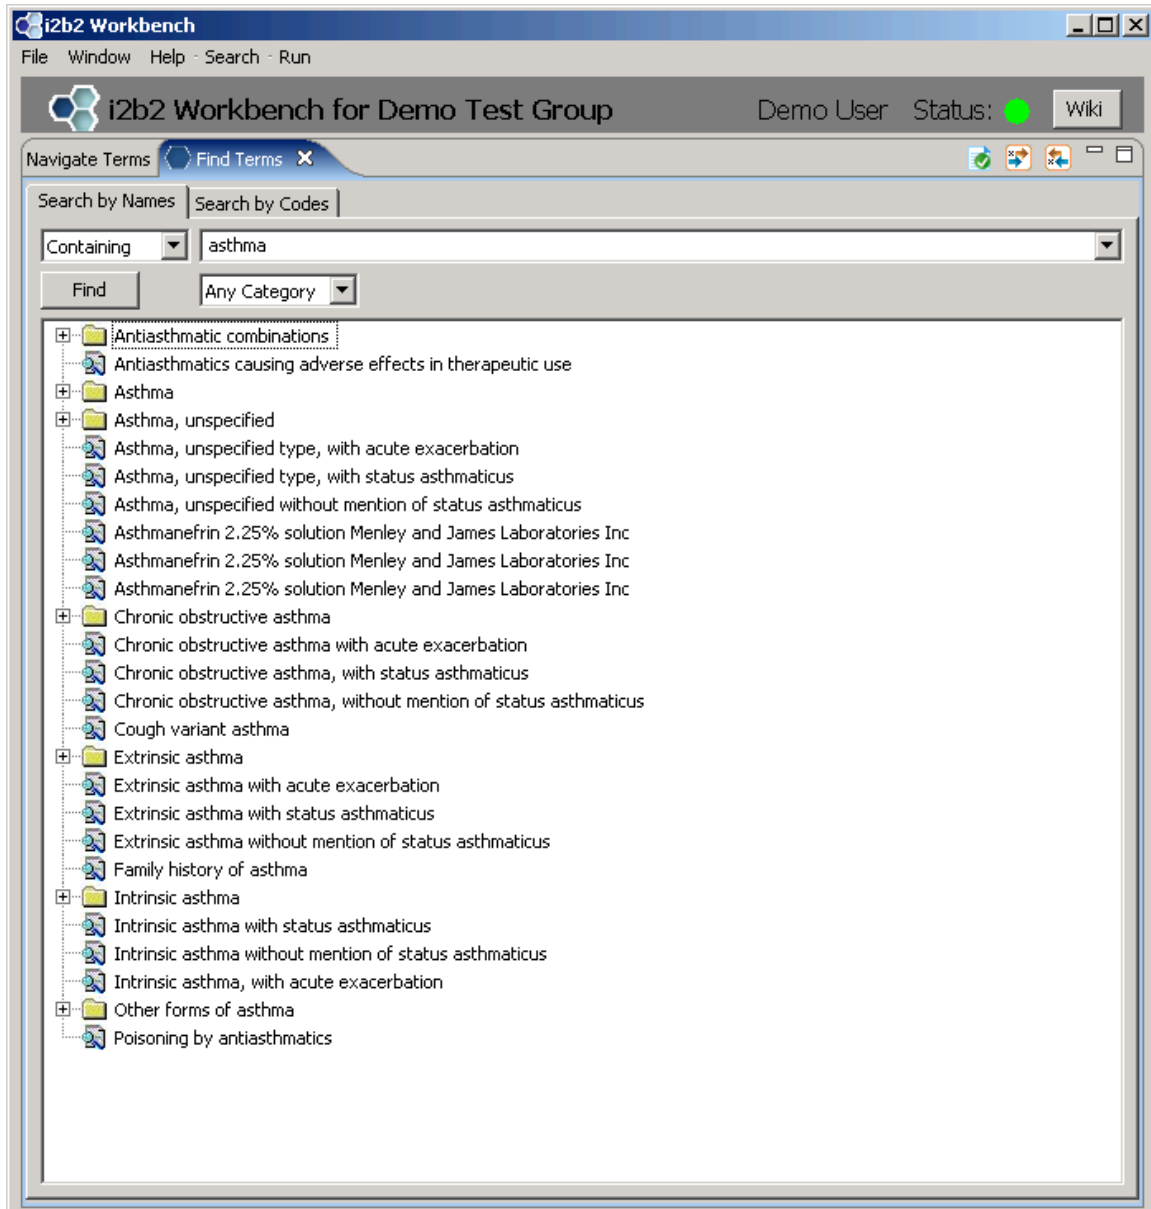 i2b2 Workbench
File Window Help Search Run
i2b2 Workbench for Demo Test Group Demo User Status: Wiki
Navigate Terms Find Terms
Search by Names Search by Codes
Containing asthma
Find Any Category
Antiasthmatic combinations
Antiasthmatics causing adverse effects in therapeutic use
Asthma
Asthma, unspecified
Asthma, unspecified type, with acute exacerbation
Asthma, unspecified type, with status asthmaticus
Asthma, unspecified without mention of status asthmaticus
Asthmanefrin 2.25% solution Menley and James Laboratories Inc
Asthmanefrin 2.25% solution Menley and James Laboratories Inc
Asthmanefrin 2.25% solution Menley and James Laboratories Inc
Chronic obstructive asthma
Chronic obstructive asthma with acute exacerbation
Chronic obstructive asthma, with status asthmaticus
Chronic obstructive asthma, without mention of status asthmaticus
Cough variant asthma
Extrinsic asthma
Extrinsic asthma with acute exacerbation
Extrinsic asthma with status asthmaticus
Extrinsic asthma without mention of status asthmaticus
Family history of asthma
Intrinsic asthma
Intrinsic asthma with status asthmaticus
Intrinsic asthma without mention of status asthmaticus
Intrinsic asthma, with acute exacerbation
Other forms of asthma
Poisoning by antiasthmatics